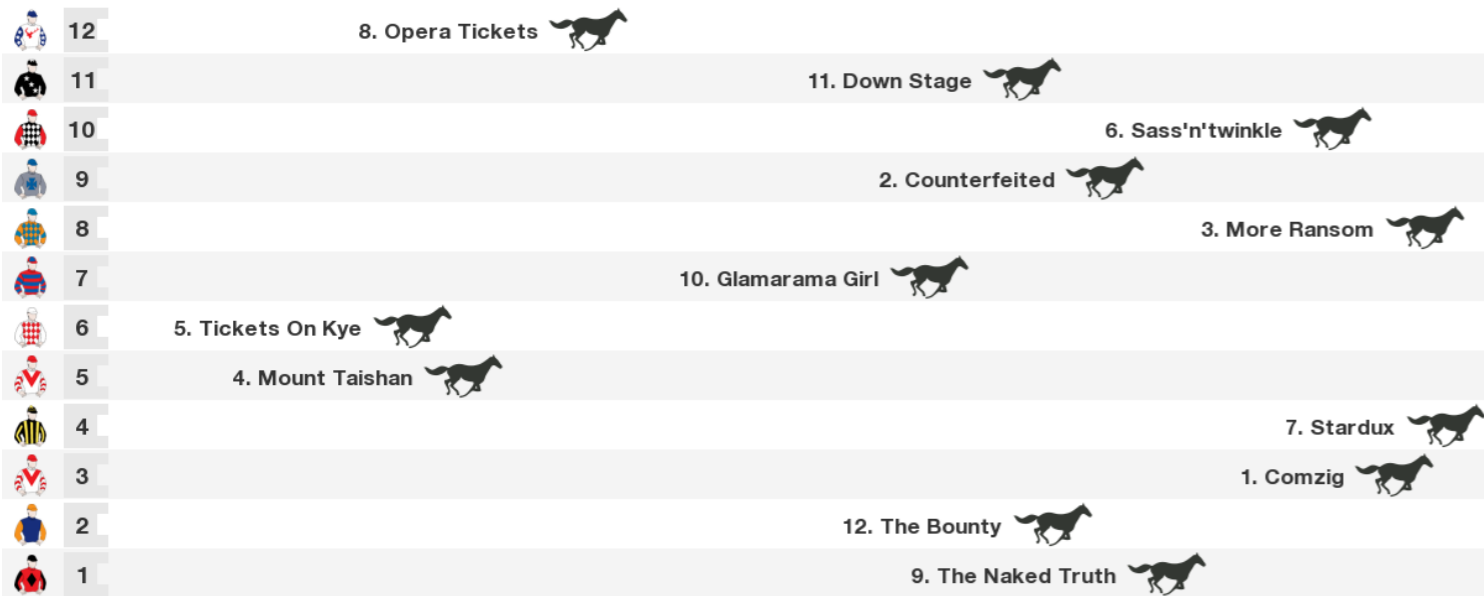 12 8. Opera Tickets
11 11. Down Stage
10 6. Sass'n'twinkle
9 2. Counterfeited
8 3. More Ransom
7 10. Glamarama Girl
6 5. Tickets On Kye
5 4. Mount Taishan
4 7. Stardux
3 1. Comzig
2 12. The Bounty
1 9. The Naked Truth